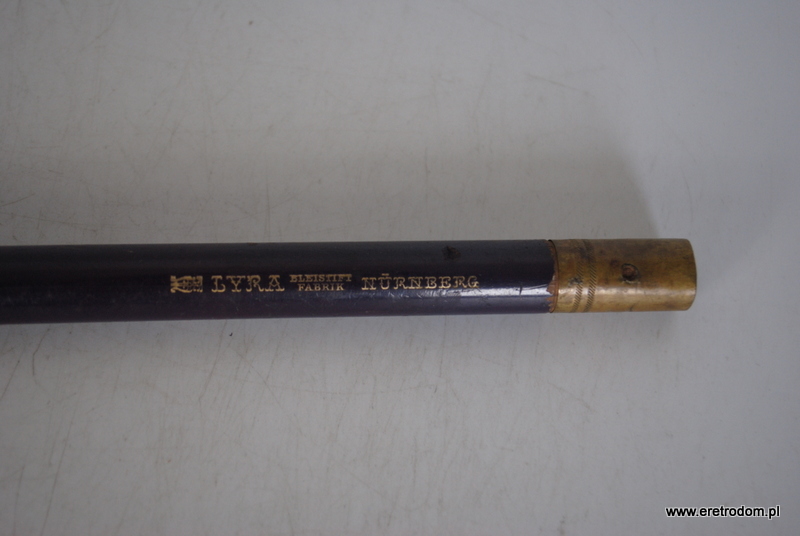 LYRA BLEISTIFT FABRIK NÜRNBERG
www.eretrodom.pl